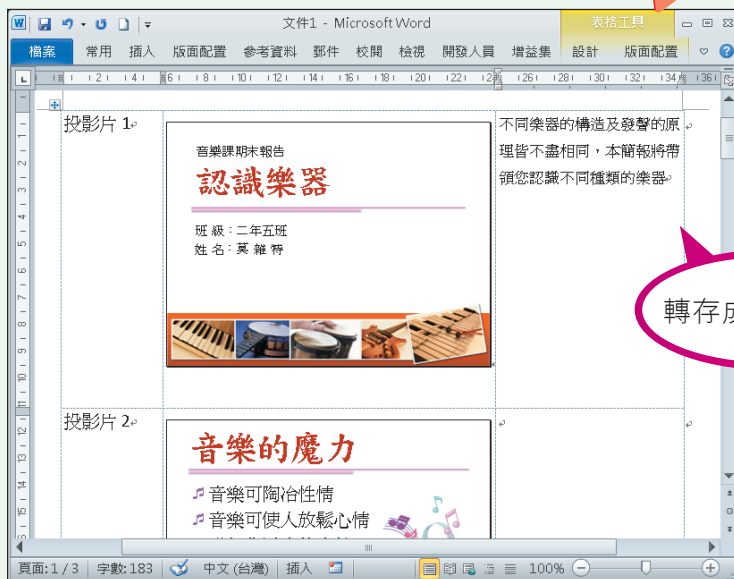 文件1 - Microsoft Word
表格工具
檔案 常用 插入 版面配置 參考資料 郵件 校閱 檢視 開發人員 增益集 設計 版面配置
投影片 1
音樂課期末報告
認識樂器
班 級：二年五班
姓 名：莫 雜 特
不同樂器的構造及發聲的原
理皆不盡相同，本簡報將帶
領您認識不同種類的樂器
轉存成
投影片 2
音樂的魔力
音樂可陶冶性情
音樂可使人放鬆心情
頁面: 1 / 3 字數: 183 中文 (台灣) 插入 100%